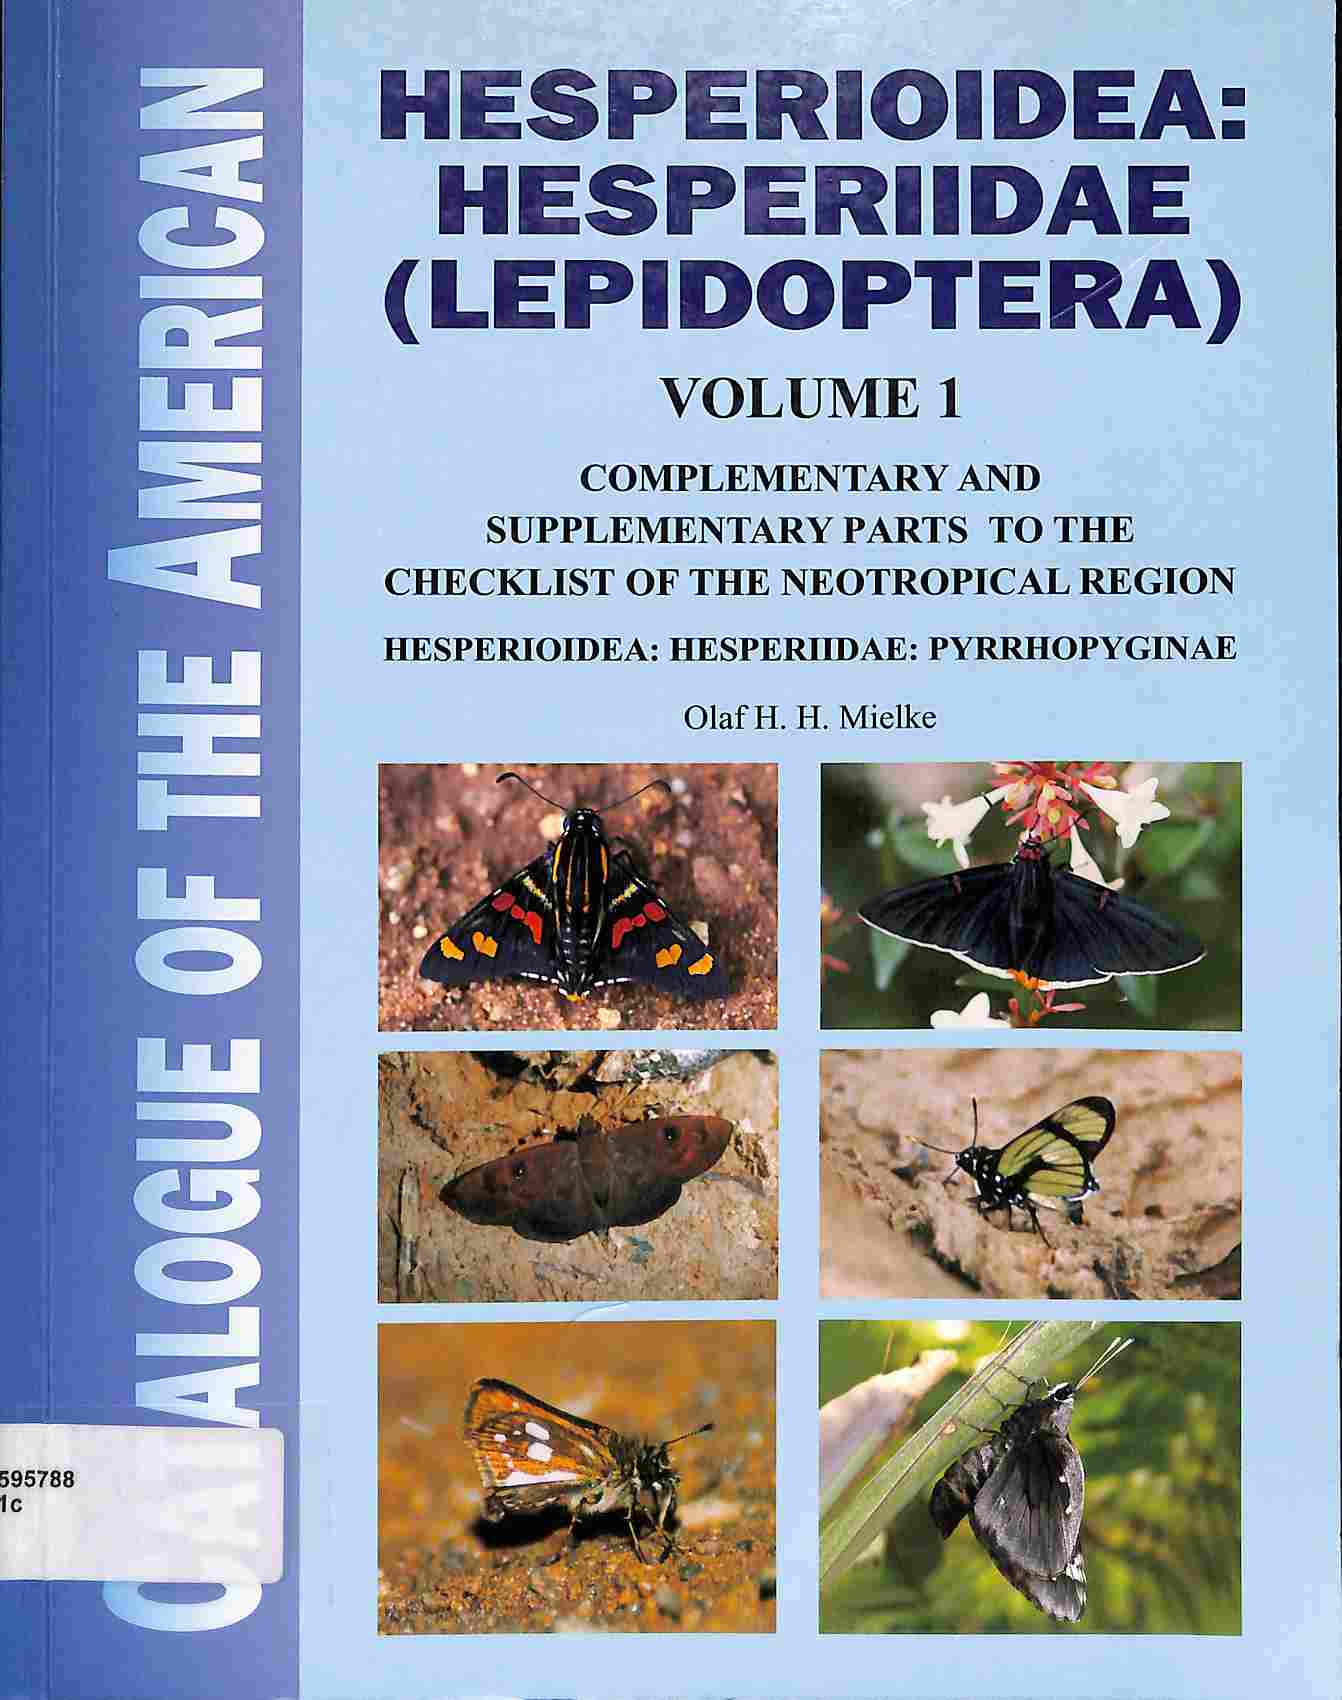 CATALOGUE OF THE AMERICAN
HESPERIOIDEA:
HESPERIIDAE
(LEPIDOPTERA)
VOLUME 1
COMPLEMENTARY AND
SUPPLEMENTARY PARTS TO THE
CHECKLIST OF THE NEOTROPICAL REGION
HESPERIOIDEA: HESPERIIDAE: PYRRHOPYGINAE
Olaf H. H. Mielke
595788
1c